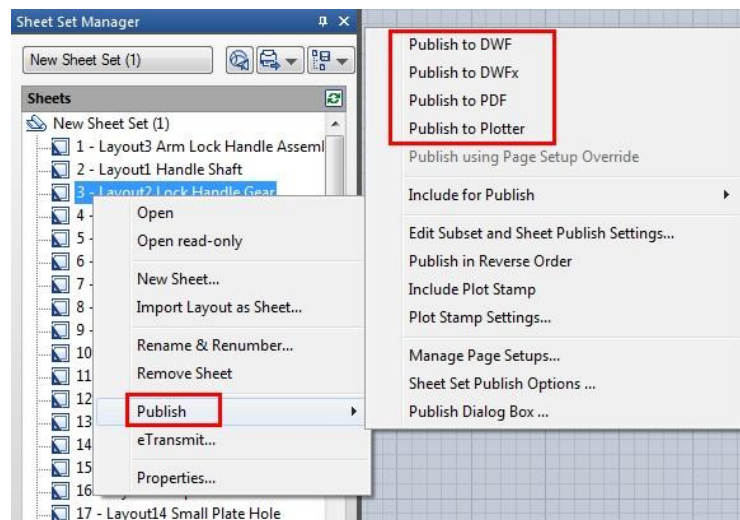 Sheet Set Manager
New Sheet Set (1)
Sheets
New Sheet Set (1)
1 - Layout3 Arm Lock Handle Assembl
2 - Layout1 Handle Shaft
3 - Layout2 Lock Handle Gear
4 -
5 -
6 -
7 -
8 -
9 -
10
11
12
13
14
15
16
17 - Layout14 Small Plate Hole
Open
Open read-only
New Sheet...
Import Layout as Sheet...
Rename & Renumber...
Remove Sheet
Publish
eTransmit...
Properties...
Publish to DWF
Publish to DWFx
Publish to PDF
Publish to Plotter
Publish using Page Setup Override
Include for Publish
Edit Subset and Sheet Publish Settings...
Publish in Reverse Order
Include Plot Stamp
Plot Stamp Settings...
Manage Page Setups...
Sheet Set Publish Options ...
Publish Dialog Box ...